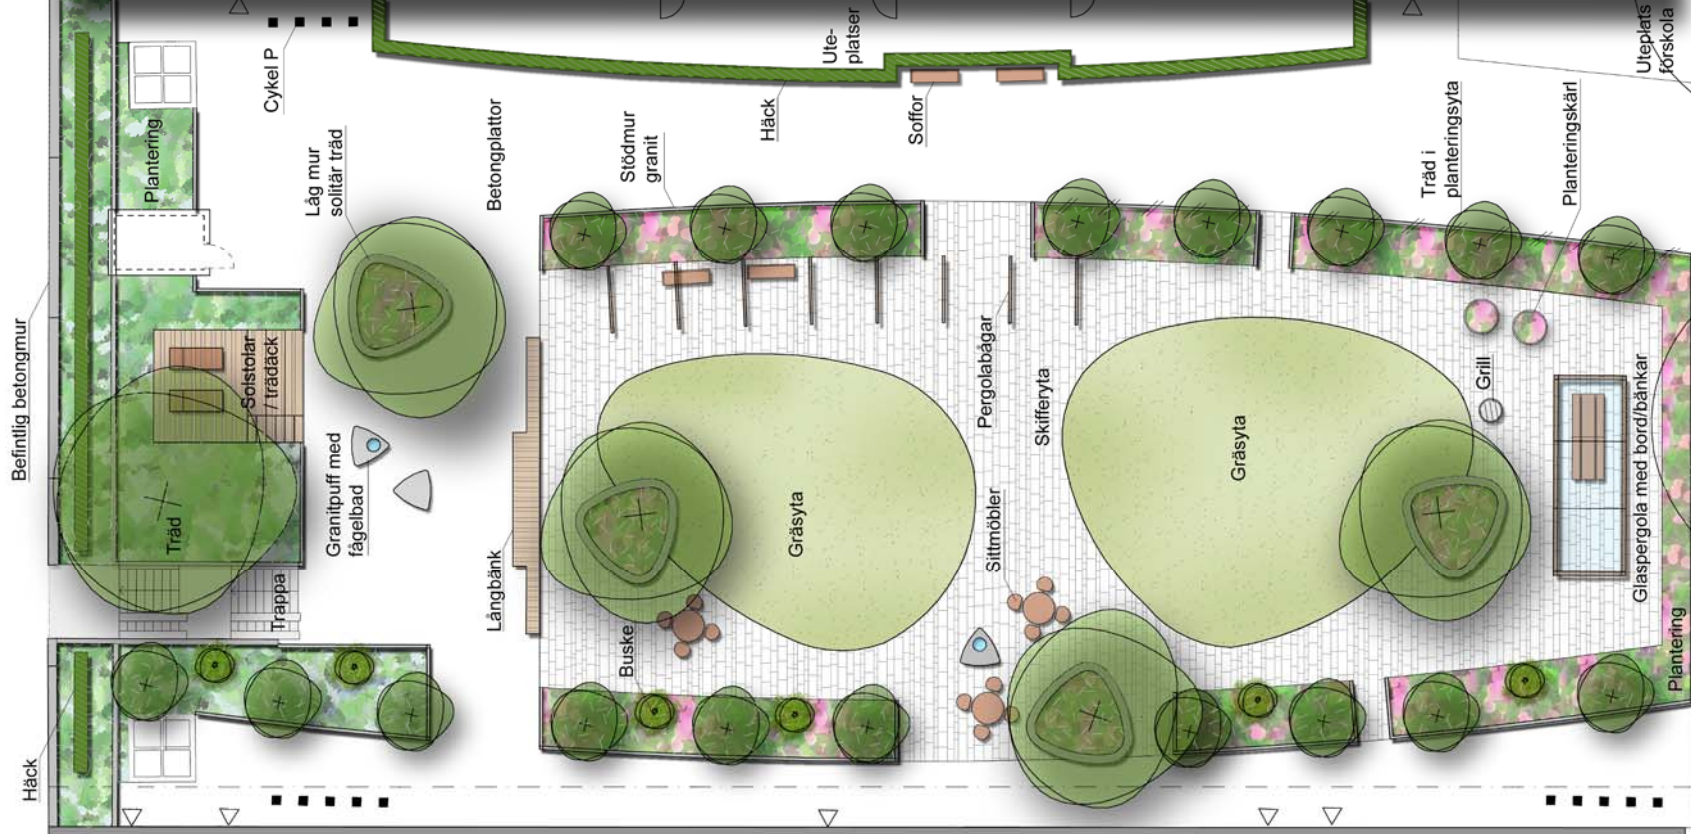 Befintlig betongmur
Häck
Plantering
Cykel P
Låg mur
solitär träd
Betongplattor
Ute-
platser
Häck
Soffor
Stödmur
granit
Träd i
planteringsyta
Planteringskärl
Uteplats
förskola
Solstolar
/ trädäck
Träd
Trappa
Granitpuff med
fågelbad
Långbänk
Buske
Gräsyta
Pergolabågar
Skifferyta
Sittmöbler
Gräsyta
Grill
Glaspergola med bord/bänkar
Plantering